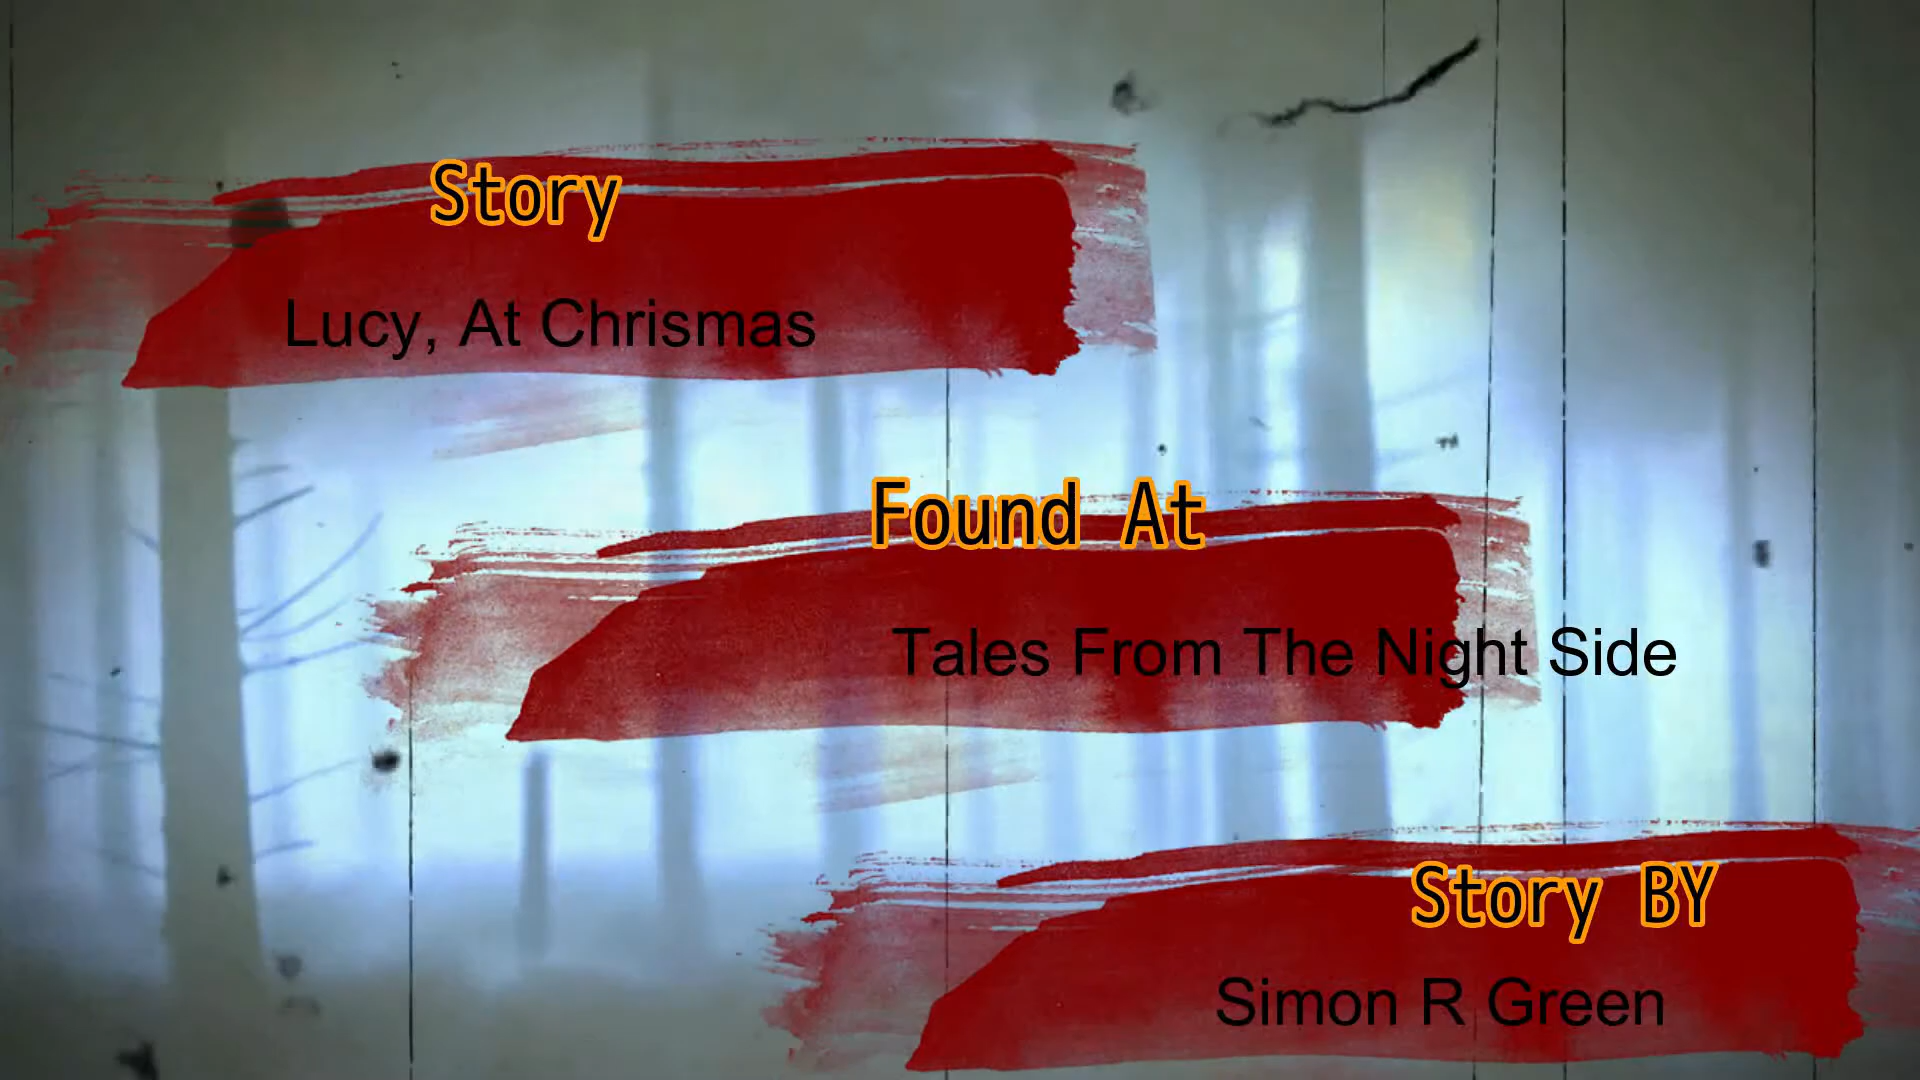 Story
Lucy, At Chrismas
Found At
Tales From The Night Side
Story BY
Simon R Green